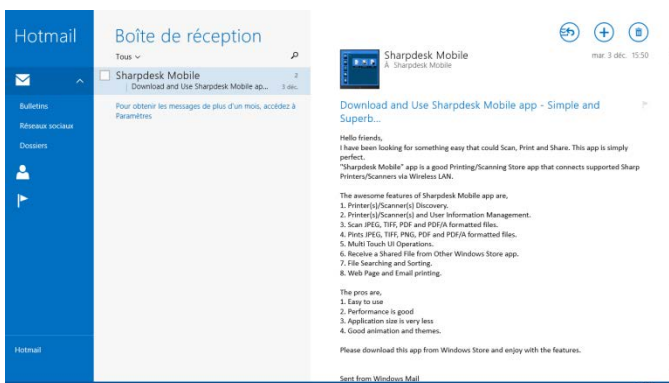 Hotmail
Bulletins
Réseaux sociaux
Dossiers
Hotmail
Boîte de réception
Tous
Sharpdesk Mobile 2
Download and Use Sharpdesk Mobile ap... 3 déc.
Pour obtenir les messages de plus d'un mois, accédez à
Paramètres
Sharpdesk Mobile mar. 3 déc. 15:50
À Sharpdesk Mobile
Download and Use Sharpdesk Mobile app - Simple and
Superb...
Hello friends,
I have been looking for something easy that could Scan, Print and Share. This app is simply
perfect.
"Sharpdesk Mobile" app is a good Printing/Scanning Store app that connects supported Sharp
Printers/Scanners via Wireless LAN.
The awesome features of Sharpdesk Mobile app are,
1. Printer(s)/Scanner(s) Discovery.
2. Printer(s)/Scanner(s) and User Information Management.
3. Scan JPEG, TIFF, PDF and PDF/A formatted files.
4. Pints JPEG, TIFF, PNG, PDF and PDF/A formatted files.
5. Multi Touch UI Operations.
6. Receive a Shared File from Other Windows Store app.
7. File Searching and Sorting.
8. Web Page and Email printing.
The pros are,
1. Easy to use
2. Performance is good
3. Application size is very less
4. Good animation and themes.
Please download this app from Windows Store and enjoy with the features.
Sent from Windows Mail